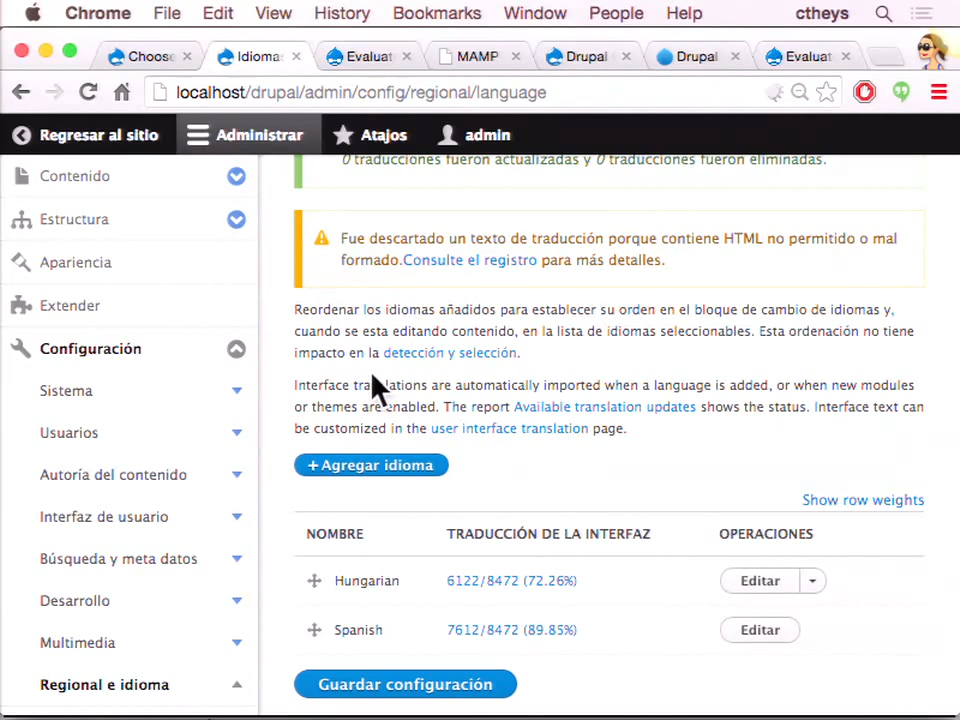 Chrome File Edit View History Bookmarks Window People Help ctheys
Choose Idiomas Evaluat MAMP Drupal Drupal Evaluat
localhost/drupal/admin/config/regional/language
Regresar al sitio Administrar Atajos admin
0 traducciones fueron actualizadas y 0 traducciones fueron eliminadas.
Contenido
Estructura
Apariencia
Extender
Configuración
Sistema
Usuarios
Autoría del contenido
Interfaz de usuario
Búsqueda y meta datos
Desarrollo
Multimedia
Regional e idioma
Fue descartado un texto de traducción porque contiene HTML no permitido o mal
formado.Consulte el registro para más detalles.
Reordenar los idiomas añadidos para establecer su orden en el bloque de cambio de idiomas y,
cuando se esta editando contenido, en la lista de idiomas seleccionables. Esta ordenación no tiene
impacto en la detección y selección.
Interface translations are automatically imported when a language is added, or when new modules
or themes are enabled. The report Available translation updates shows the status. Interface text can
be customized in the user interface translation page.
+Agregar idioma
Show row weights
NOMBRE TRADUCCIÓN DE LA INTERFAZ OPERACIONES
Hungarian 6122/8472 (72.26%) Editar
Spanish 7612/8472 (89.85%) Editar
Guardar configuración